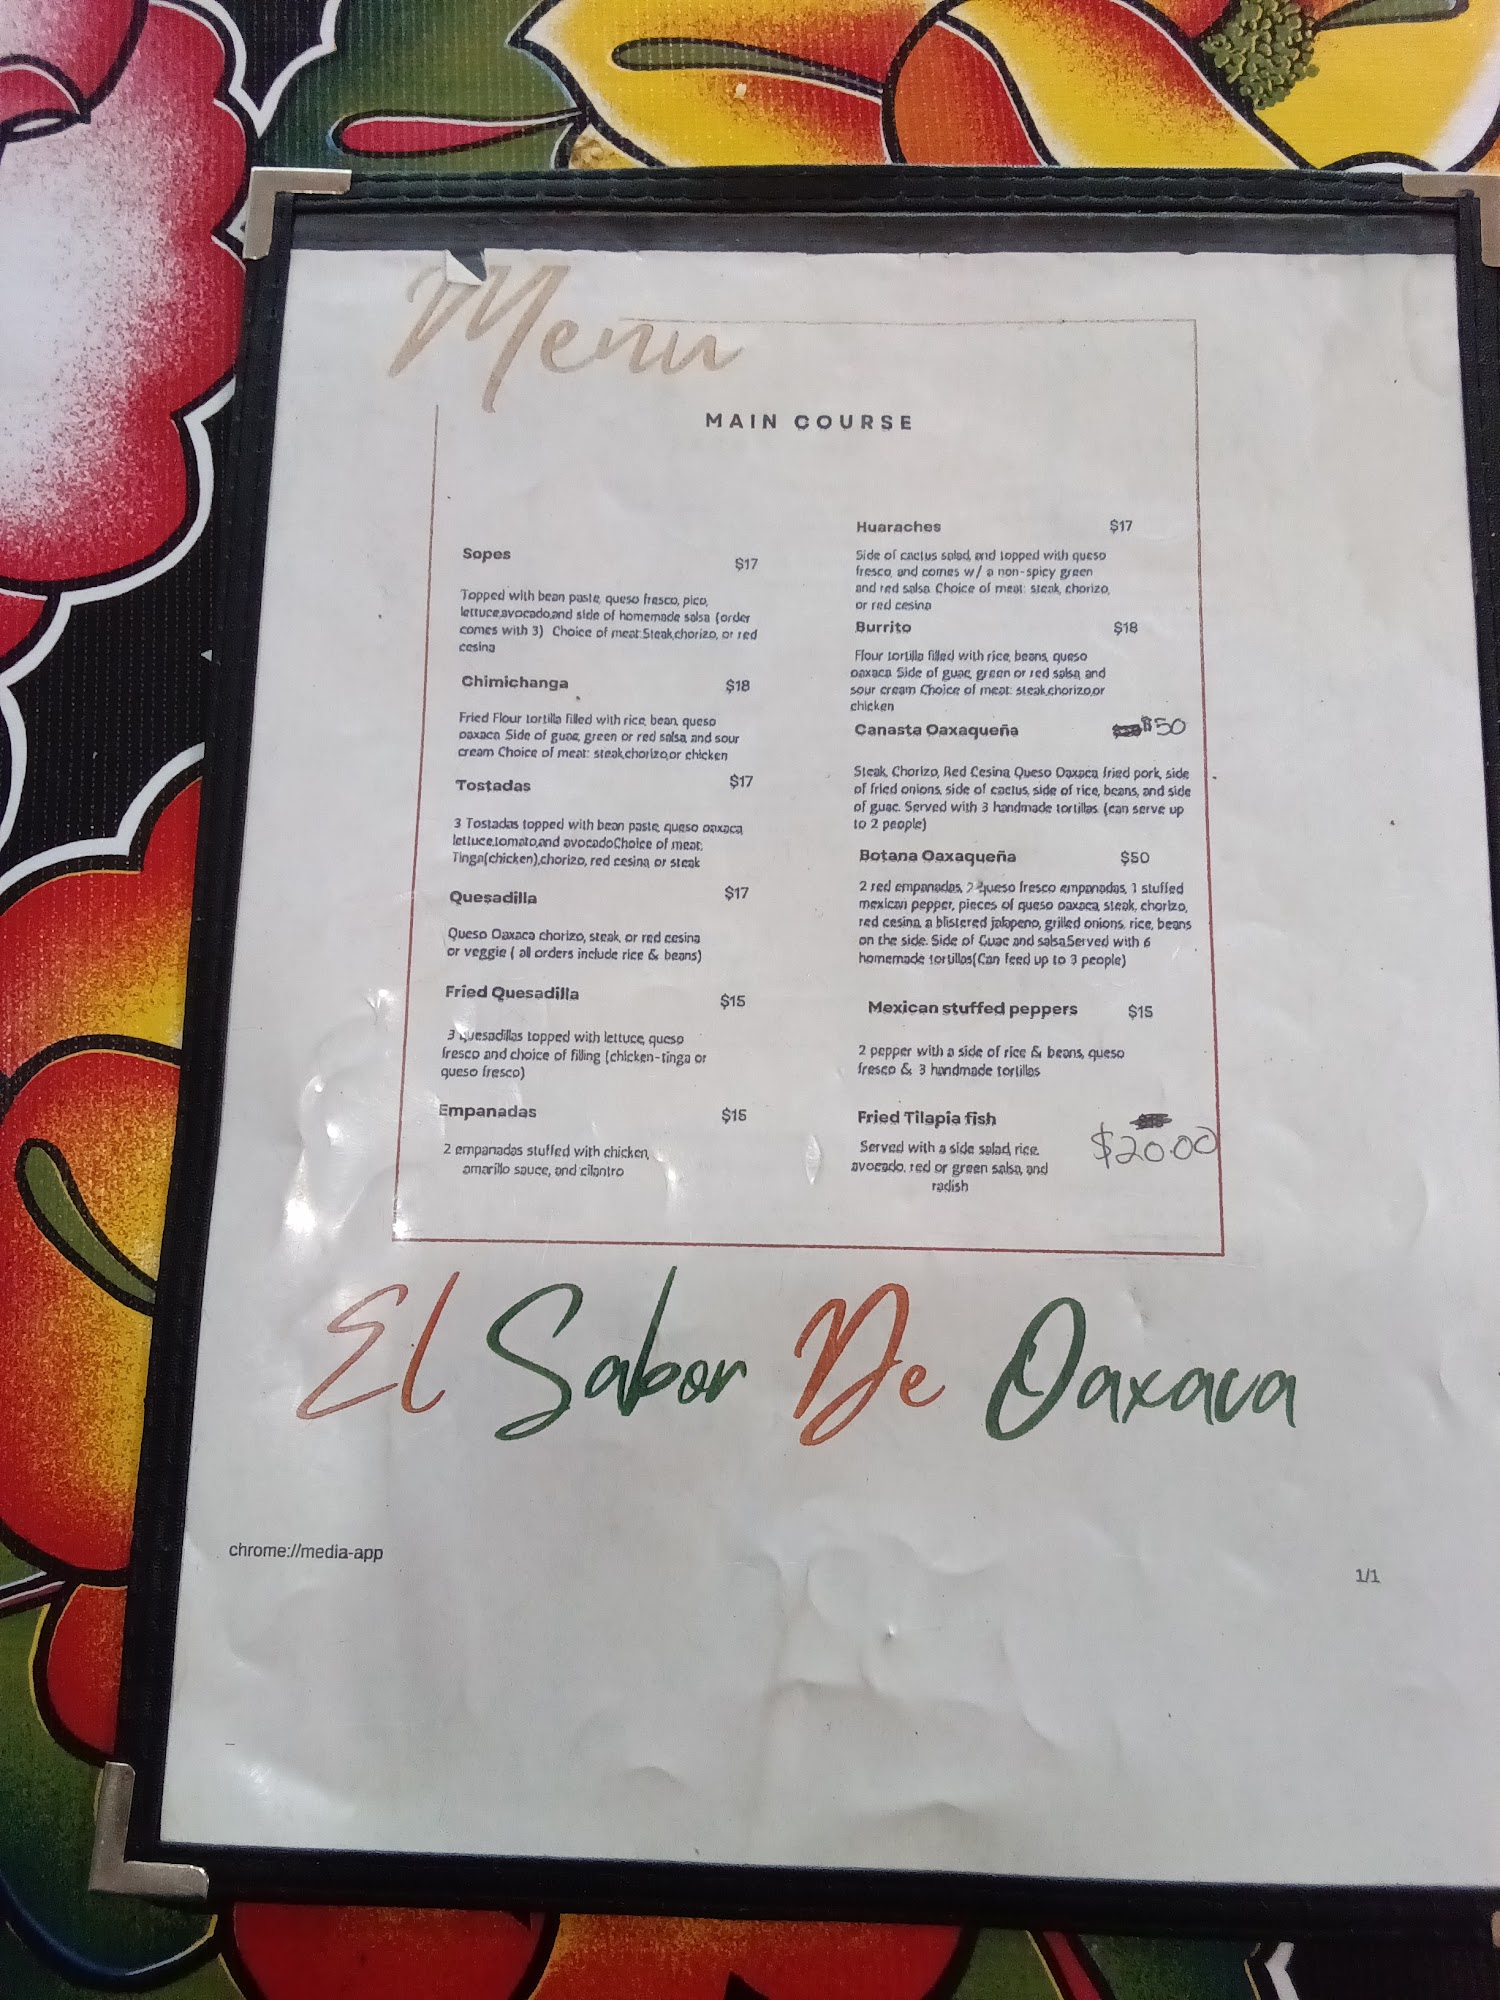 Menu
MAIN COURSE
Sopes $17
Topped with bean paste, queso fresco, pico,
lettuce,avocado,and side of homemade salsa (order
comes with 3) Choice of meat:Steak,chorizo, or red
cesina
Chimichanga $18
Fried Flour tortilla filled with rice, bean, queso
oaxaca Side of guac, green or red salsa, and sour
cream Choice of meat: steak,chorizo,or chicken
Tostadas $17
3 Tostadas topped with bean paste, queso oaxaca,
lettuce,tomato,and avocadoChoice of meat:
Tinga(chicken),chorizo, red cesina, or steak
Quesadilla $17
Queso Oaxaca chorizo, steak, or red cesina
or veggie ( all orders include rice & beans)
Fried Quesadilla $15
3 quesadillas topped with lettuce, queso
fresco and choice of filling (chicken-tinga or
queso fresco)
Empanadas $15
2 empanadas stuffed with chicken,
amarillo sauce, and cilantro
Huaraches $17
Side of cactus salad, and topped with queso
fresco, and comes w/ a non-spicy green
and red salsa Choice of meat: steak, chorizo,
or red cesina
Burrito $18
Flour tortilla filled with rice, beans, queso
oaxaca Side of guac, green or red salsa, and
sour cream Choice of meat: steak,chorizo,or
chicken
Canasta Oaxaqueña $50
Steak, Chorizo, Red Cesina, Queso Oaxaca, fried pork, side
of fried onions, side of cactus, side of rice, beans, and side
of guac. Served with 3 handmade tortillas. (can serve up
to 2 people)
Botana Oaxaqueña $50
2 red empanadas, 2 queso fresco empanadas, 1 stuffed
mexican pepper, pieces of queso oaxaca, steak, chorizo,
red cesina, a blistered jalapeno, grilled onions, rice, beans
on the side. Side of Guac and salsa.Served with 6
homemade tortillas(Can feed up to 3 people)
Mexican stuffed peppers $15
2 pepper with a side of rice & beans, queso
fresco & 3 handmade tortillas
Fried Tilapia fish
$20.00
Served with a side salad, rice,
avocado, red or green salsa, and
radish
El Sabor De Oaxaca
chrome://media-app
1/1